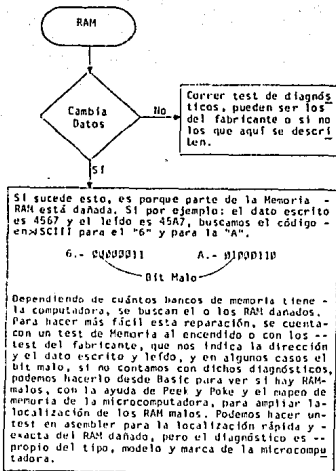 RAM
Cambia
Datos
No
Correr test de diagnós
ticos, pueden ser los
del fabricante o si no
los que aquí se descri
ben.
Sí
Si sucede esto, es porque parte de la Memoria -
RAM está dañada. Si por ejemplo: el dato escrito
es 4567 y el leído es 45A7, buscamos el código -
en ASCIII para el "6" y para la "A".
6.- 
A.- 
Bit Malo
Dependiendo de cuántos bancos de memoria tiene -
la computadora, se buscan el o los RAM dañados.
Para hacer más fácil esta reparación, se cuenta-
con un test de Memoria al encendido o con los --
test del fabricante, que nos indica la dirección
y el dato escrito y leído, y en algunos casos el
bit malo, si no contamos con dichos diagnósticos,
podemos hacerlo desde Basic para ver si hay RAM-
malos, con la ayuda de Peek y Poke y el mapeo de
memoria de la microcomputadora, para ampliar la-
localización de los RAM malos. Podemos hacer un-
test en asembler para la localización rápida y -
exacta del RAM dañado, pero el diagnóstico es --
propio del tipo, modelo y marca de la microcompu
tadora.